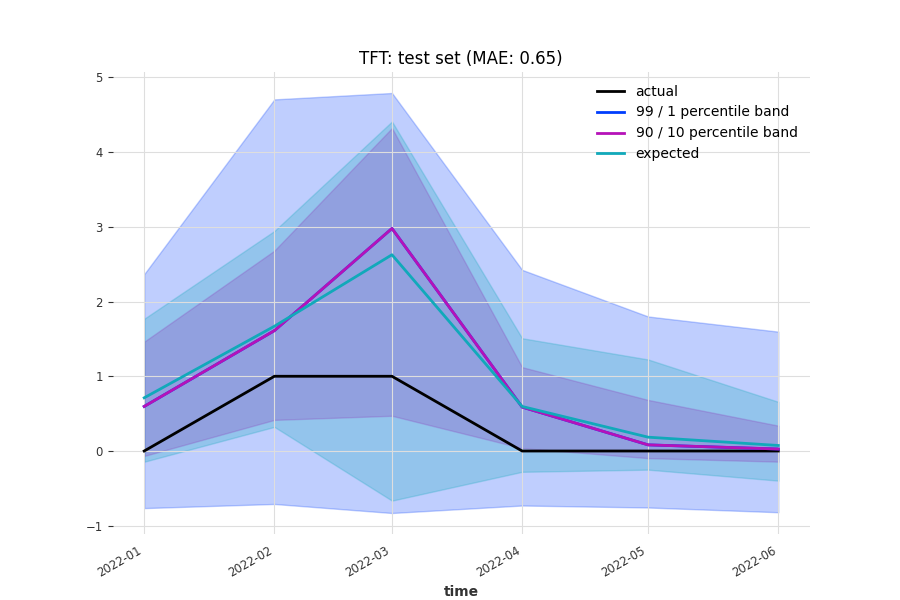 TFT: test set (MAE: 0.65)
actual
99 / 1 percentile band
90 / 10 percentile band
expected
5
4
3
2
1
0
−1
2022-01
2022-02
2022-03
2022-04
2022-05
2022-06
time